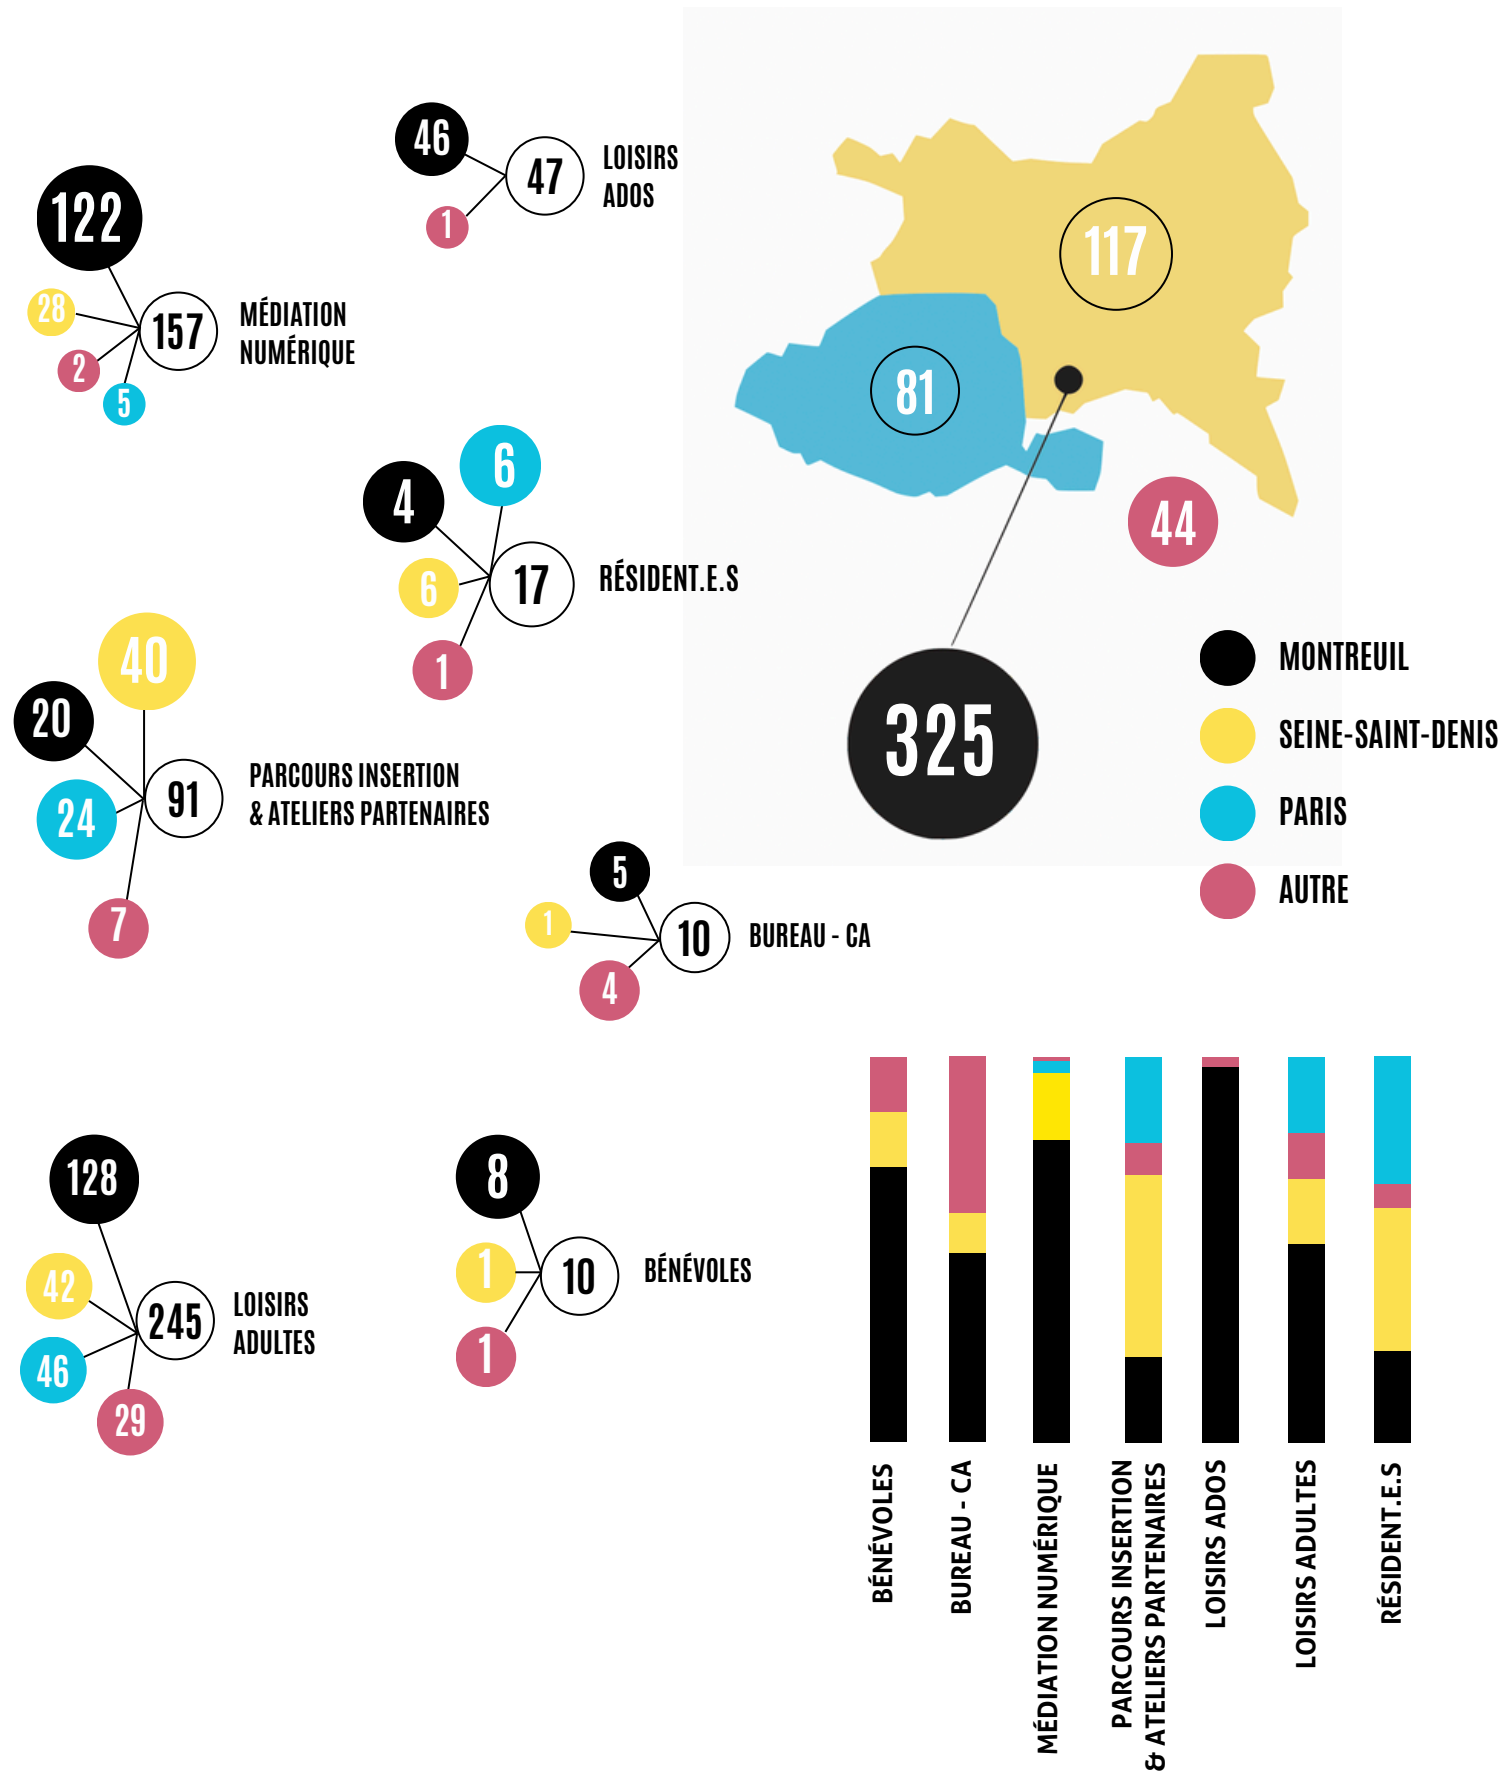 46
1
47
LOISIRS
ADOS
122
28
2
5
157
MÉDIATION
NUMÉRIQUE
117
81
44
325
4
6
6
1
17
RÉSIDENT.E.S
40
20
24
7
91
PARCOURS INSERTION
& ATELIERS PARTENAIRES
MONTREUIL
SEINE-SAINT-DENIS
PARIS
AUTRE
5
1
4
10
BUREAU - CA
128
42
46
29
245
LOISIRS
ADULTES
8
1
1
10
BÉNÉVOLES
BÉNÉVOLES
BUREAU - CA
MÉDIATION NUMÉRIQUE
PARCOURS INSERTION
& ATELIERS PARTENAIRES
LOISIRS ADOS
LOISIRS ADULTES
RÉSIDENT.E.S